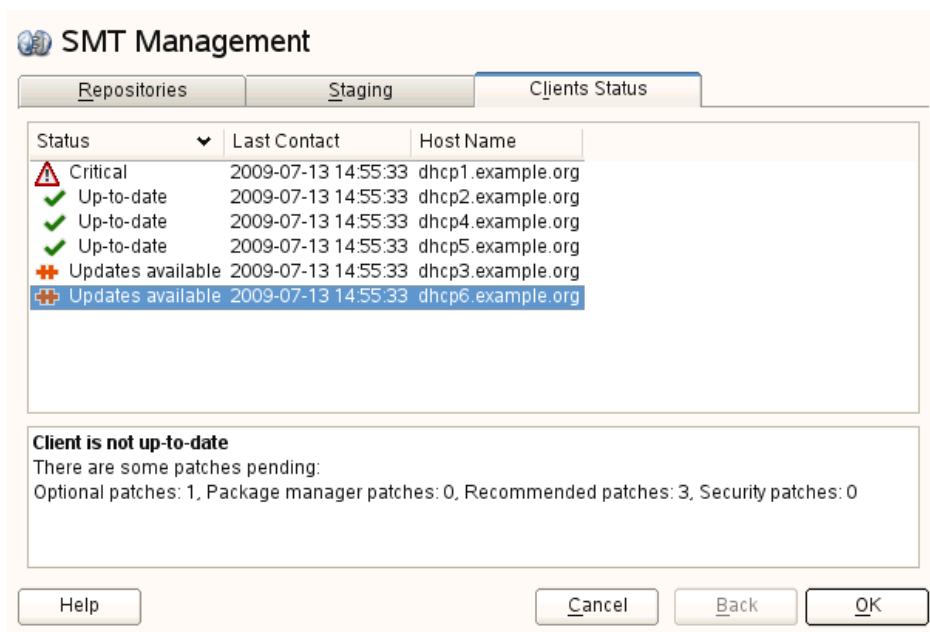 SMT Management
Repositories Staging Clients Status
Status Last Contact Host Name
Critical 2009-07-13 14:55:33 dhcp1.example.org
Up-to-date 2009-07-13 14:55:33 dhcp2.example.org
Up-to-date 2009-07-13 14:55:33 dhcp4.example.org
Up-to-date 2009-07-13 14:55:33 dhcp5.example.org
Updates available 2009-07-13 14:55:33 dhcp3.example.org
Updates available 2009-07-13 14:55:33 dhcp6.example.org
Client is not up-to-date
There are some patches pending:
Optional patches: 1, Package manager patches: 0, Recommended patches: 3, Security patches: 0
Help Cancel Back OK